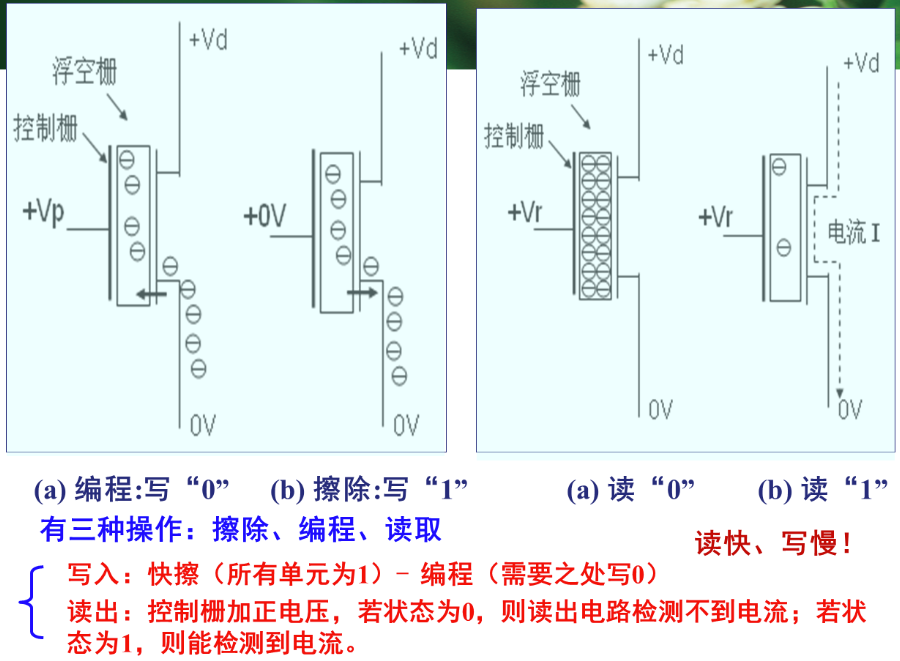 +Vd
+Vd
浮空栅
控制栅
+Vp
+0V
0V
0V
+Vd
+Vd
浮空栅
控制栅
+Vr
+Vr
电流 I
0V
0V
(a) 编程:写“0”
(b) 擦除:写“1”
(a) 读“0”
(b) 读“1”
有三种操作：擦除、编程、读取
读快、写慢！
写入：快擦（所有单元为1）- 编程（需要之处写0）
读出：控制栅加正电压，若状态为0，则读出电路检测不到电流；若状
态为1，则能检测到电流。